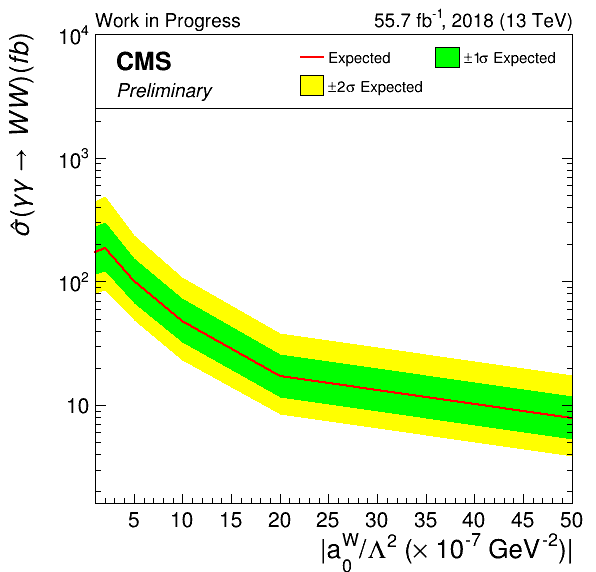 Work in Progress 55.7 fb⁻¹, 2018 (13 TeV)
CMS
Preliminary
Expected ±1σ Expected
±2σ Expected
σ̂(γγ → WW)(fb)
10⁴
10³
10²
10
5 10 15 20 25 30 35 40 45 50
|a₀ᵂ/Λ² (× 10⁻⁷ GeV⁻²)|